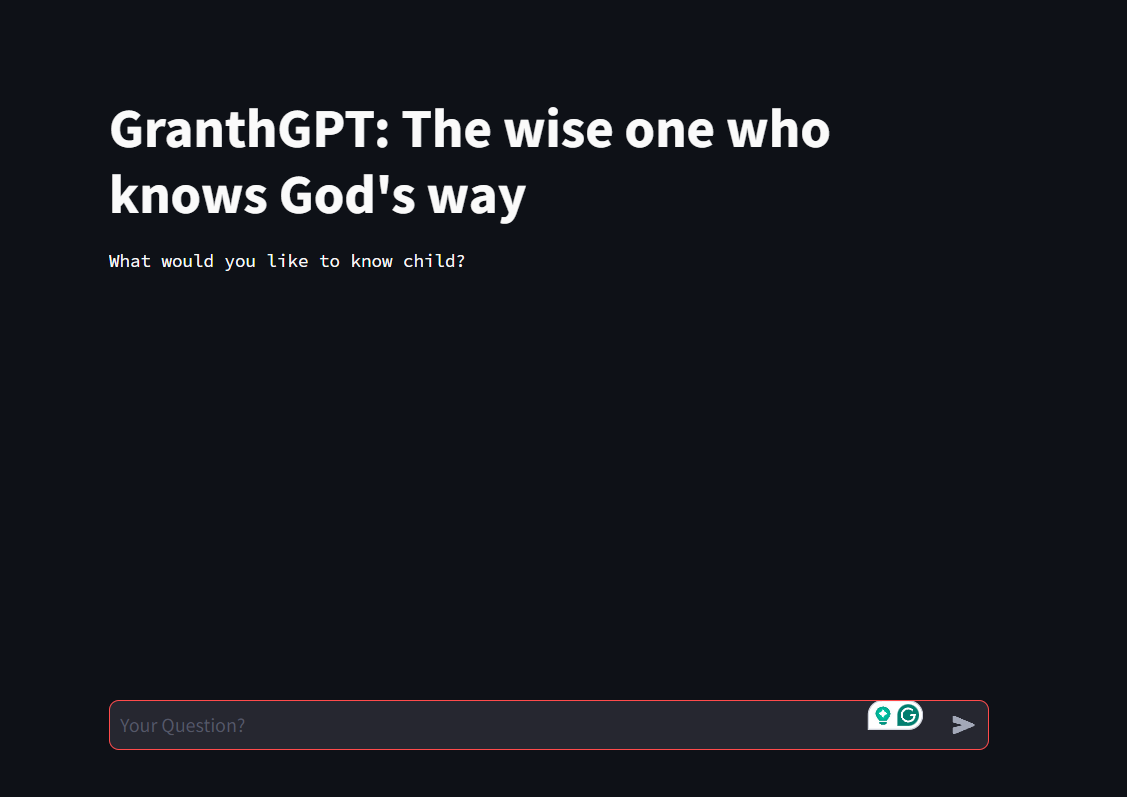 GranthGPT: The wise one who
knows God's way
What would you like to know child?
Your Question?